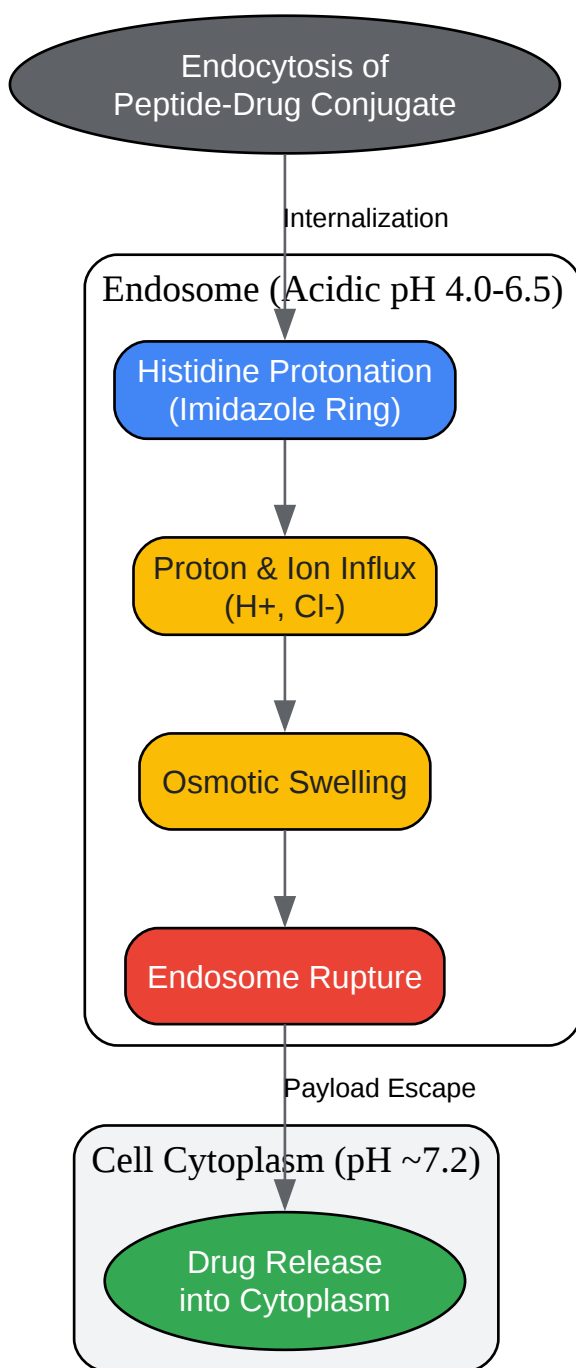 Endocytosis of
Peptide-Drug Conjugate
Internalization
Endosome (Acidic pH 4.0-6.5)
Histidine Protonation
(Imidazole Ring)
Proton & Ion Influx
(H+, Cl-)
Osmotic Swelling
Endosome Rupture
Payload Escape
Cell Cytoplasm (pH ~7.2)
Drug Release
into Cytoplasm